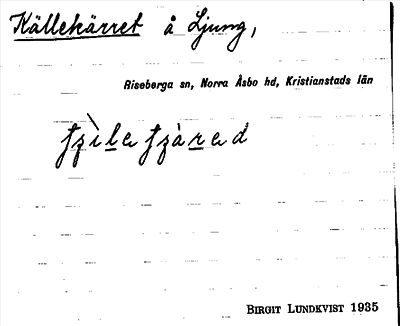 Källekärret å Ljung,
Riseberga sn, Norra Åsbo hd, Kristianstads län
BIRGIT LUNDKVIST 1935